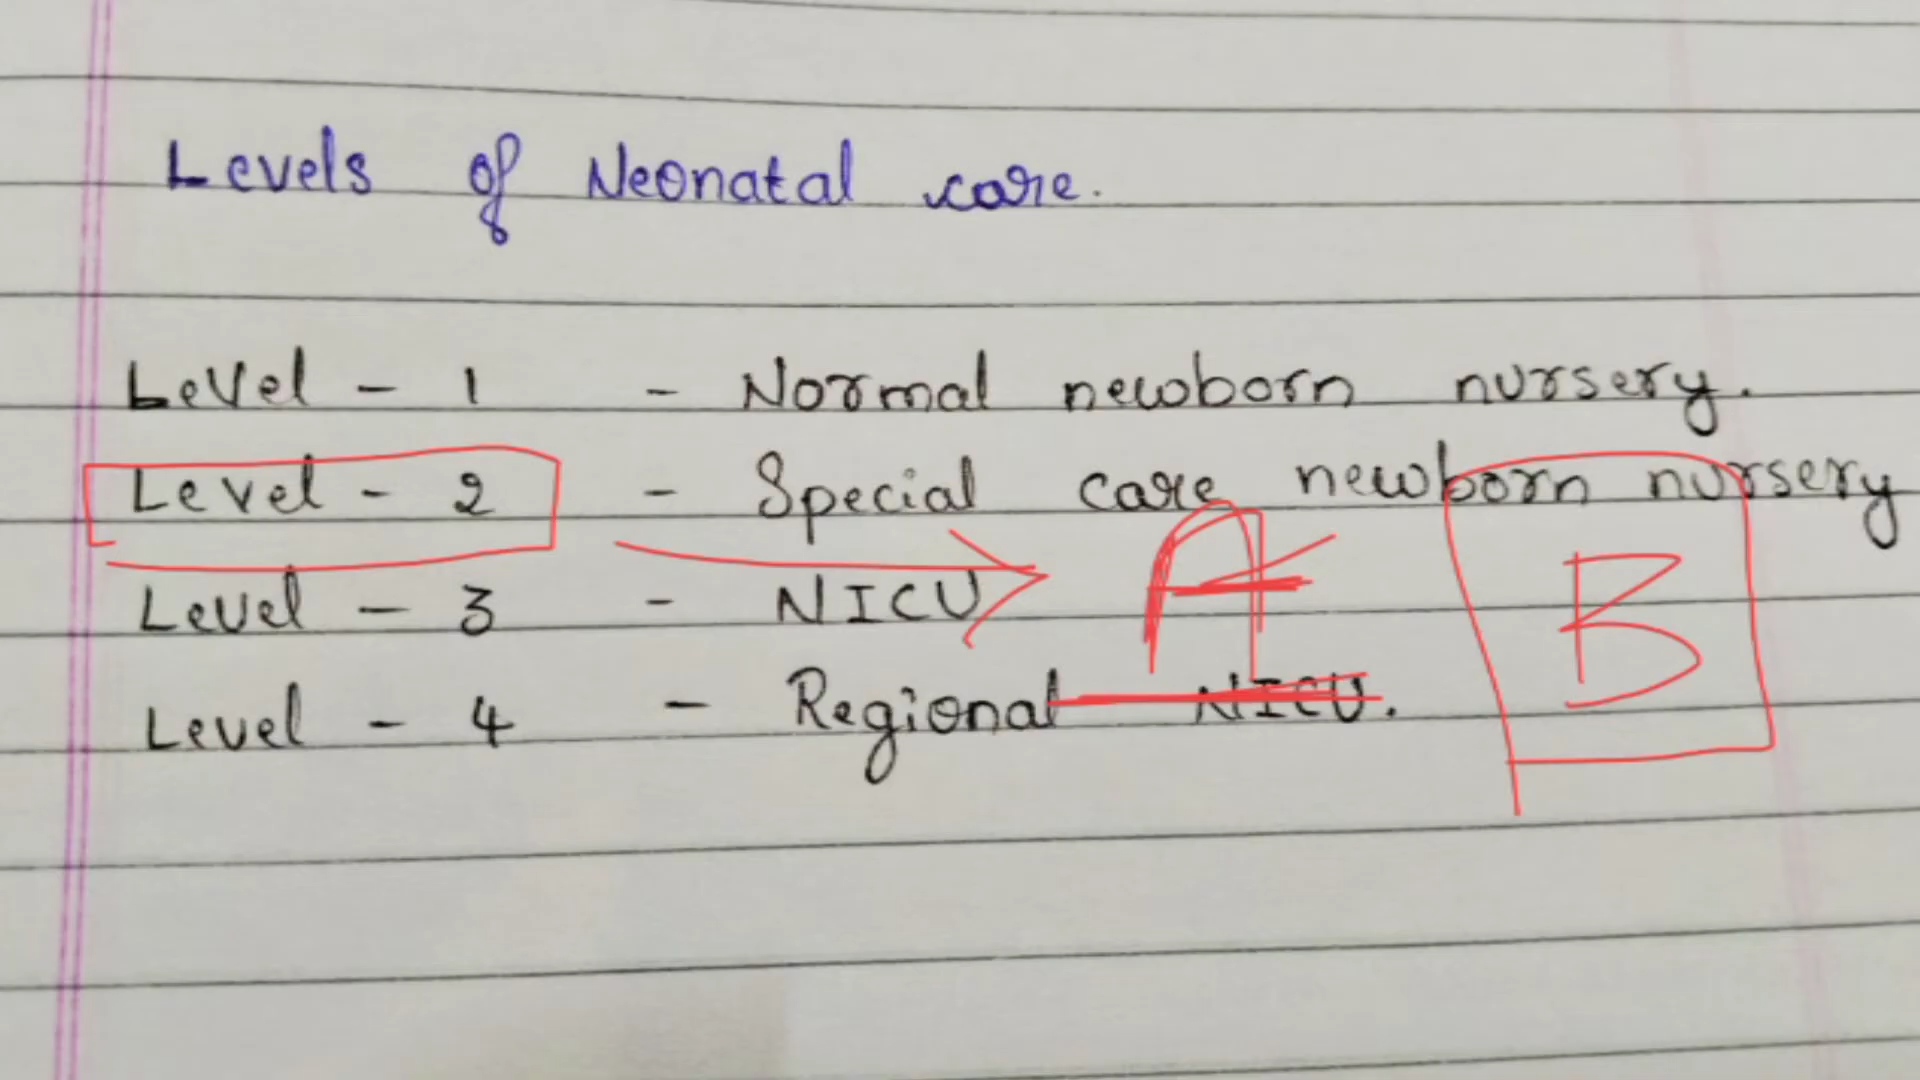 Levels of Neonatal care.
Level - 1 - Normal newborn nursery.
Level - 2 - Special care newborn nursery
Level - 3 - NICU
A
B
Level - 4 - Regional NICU.